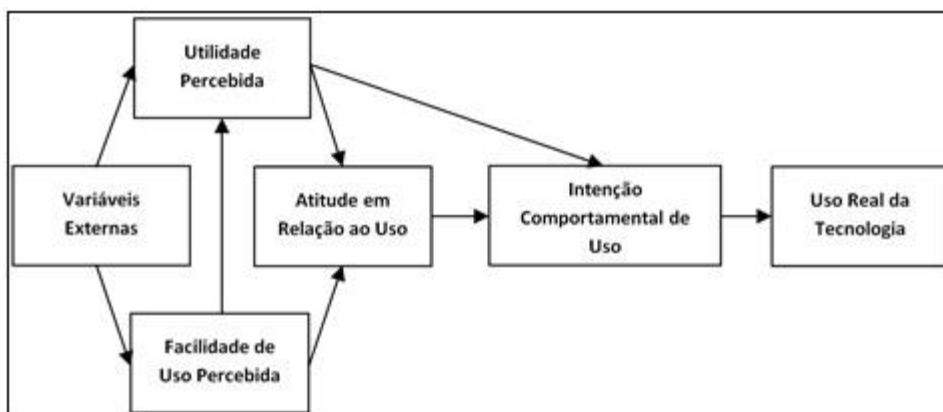 Utilidade
Percebida
Variáveis
Externas
Atitude em
Relação ao Uso
Intenção
Comportamental de
Uso
Uso Real da
Tecnologia
Facilidade de
Uso Percebida